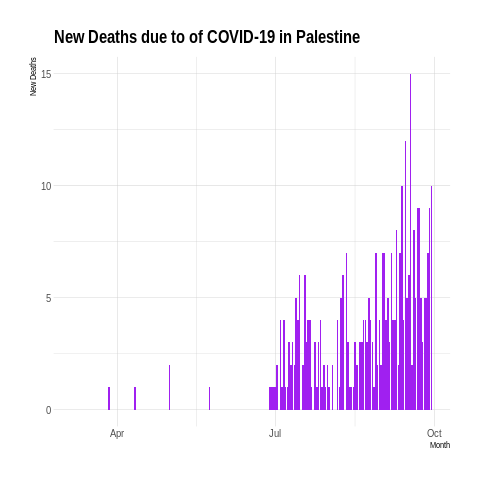 New Deaths due to of COVID-19 in Palestine
New Deaths
15
10
5
0
Apr
Jul
Oct
Month